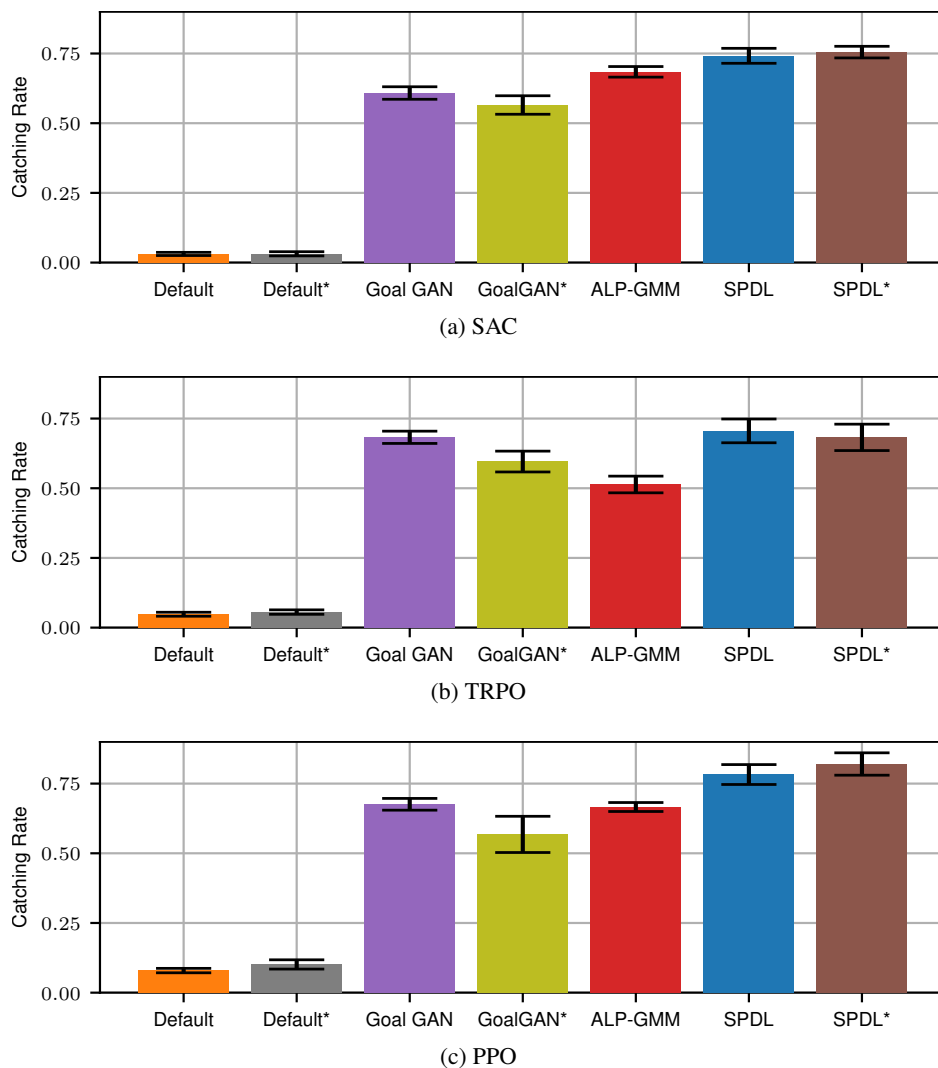 0.75
0.50
0.25
0.00
Catching Rate
Default Default* Goal GAN GoalGAN* ALP-GMM SPDL SPDL*
(a) SAC
0.75
0.50
0.25
0.00
Catching Rate
Default Default* Goal GAN GoalGAN* ALP-GMM SPDL SPDL*
(b) TRPO
0.75
0.50
0.25
0.00
Catching Rate
Default Default* Goal GAN GoalGAN* ALP-GMM SPDL SPDL*
(c) PPO